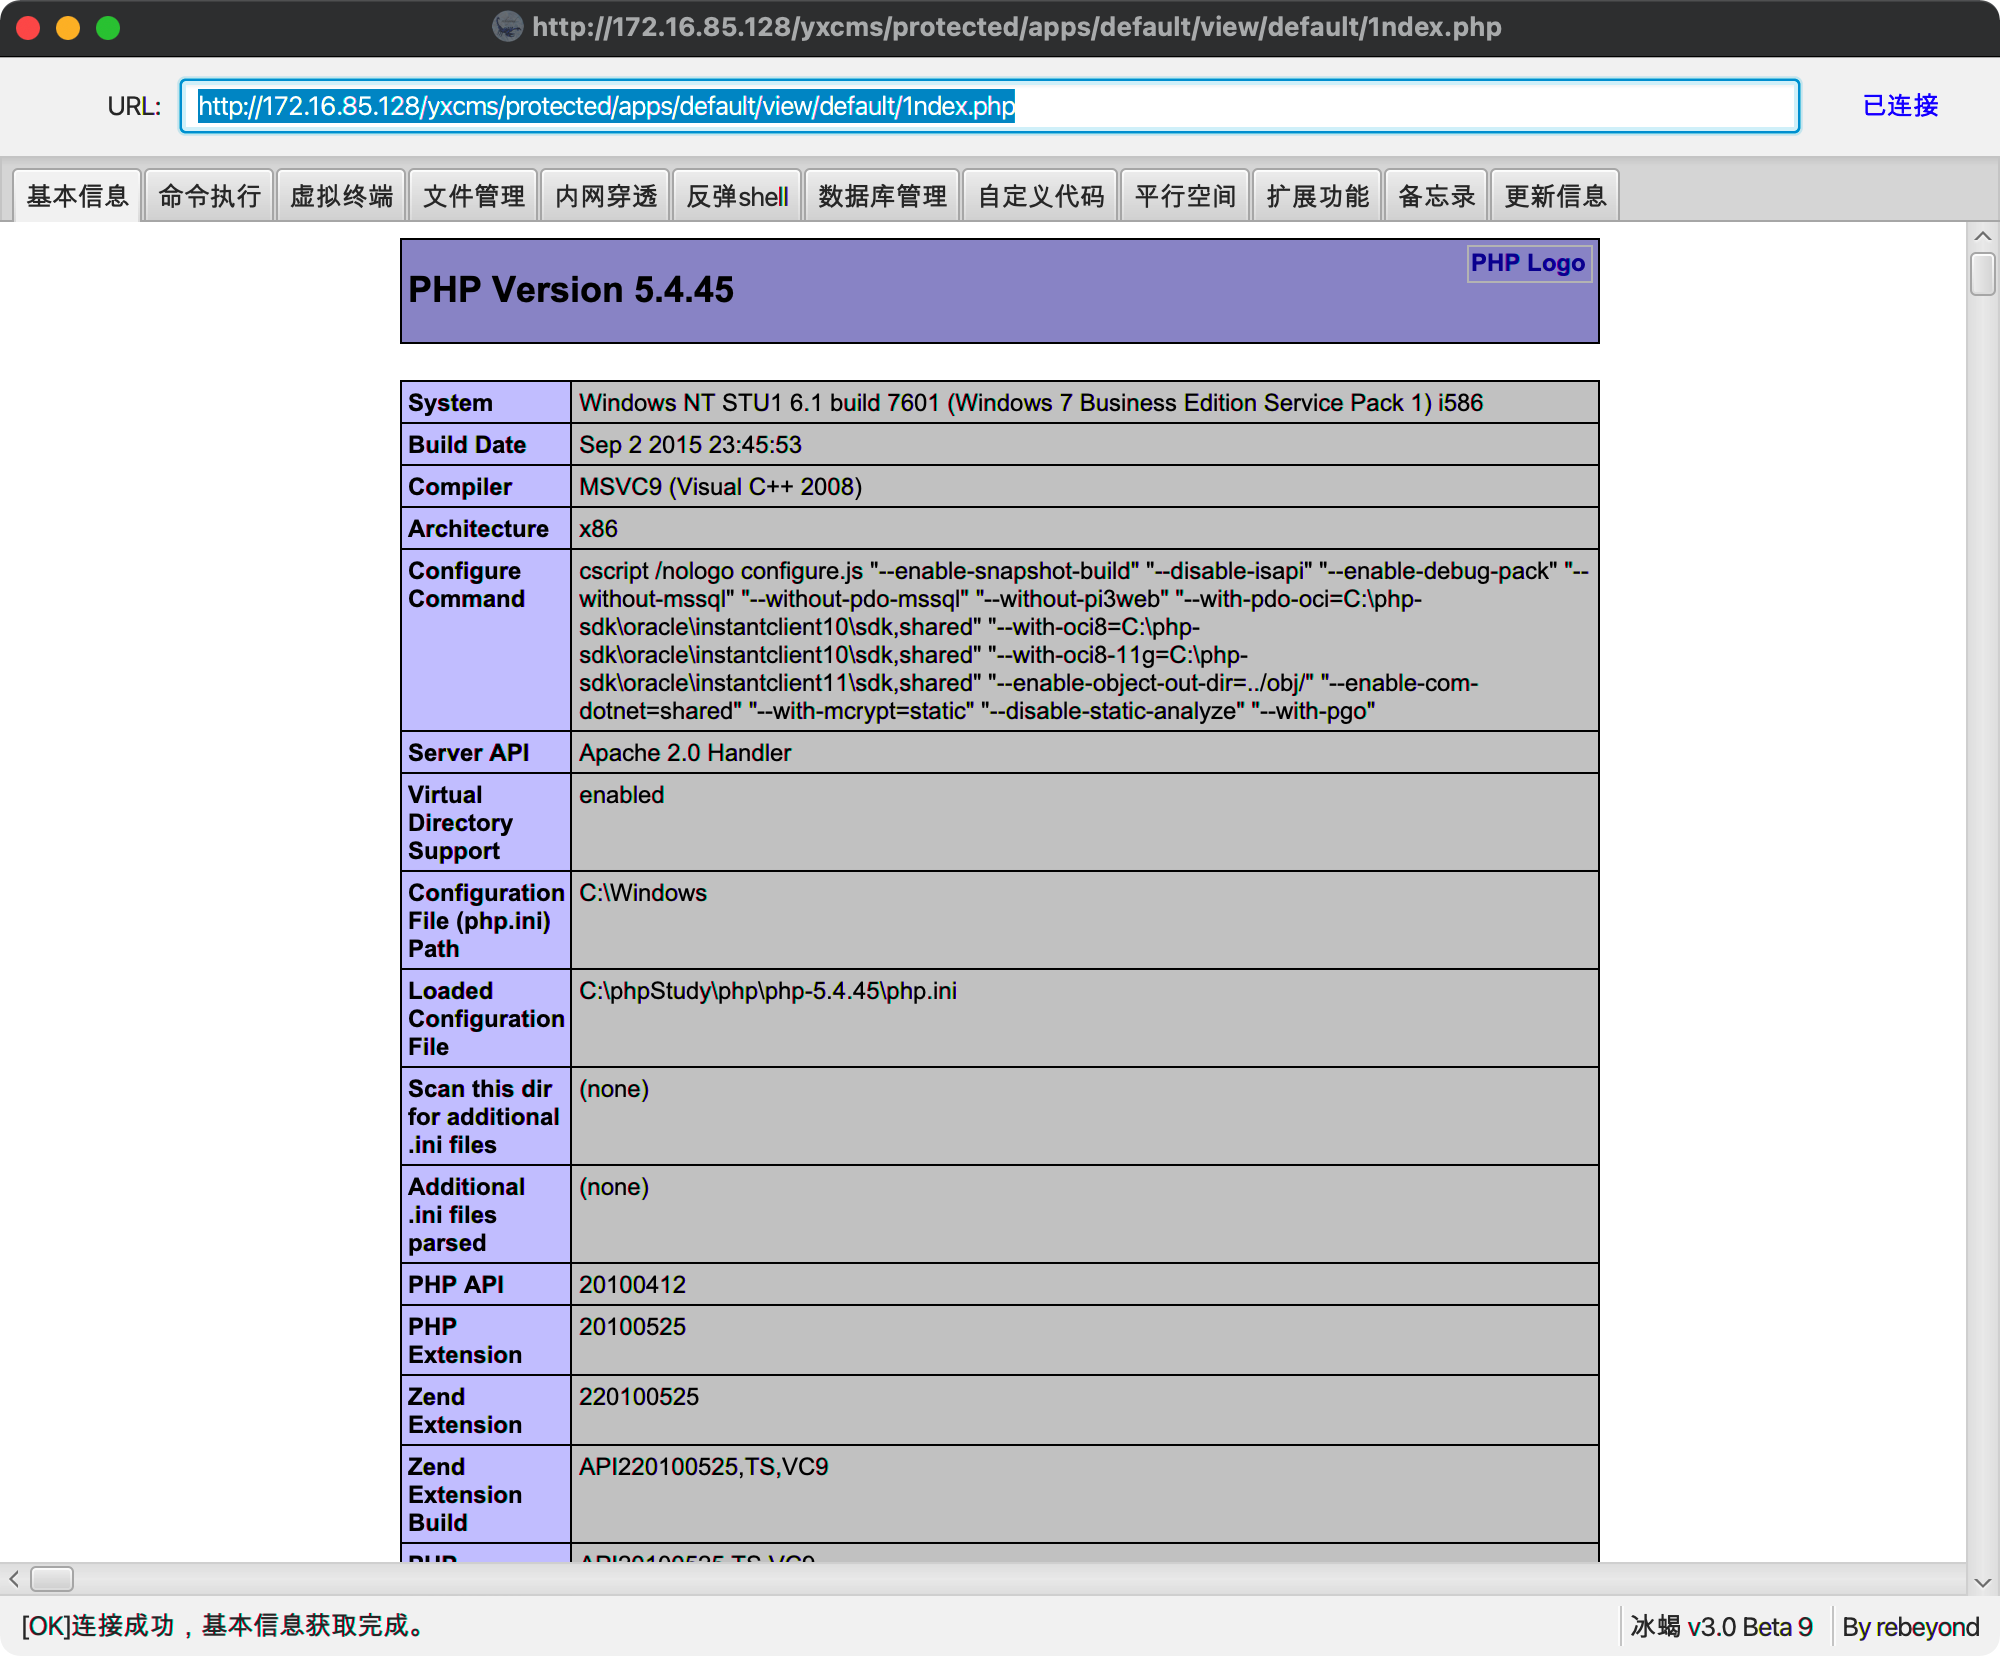 http://172.16.85.128/yxcms/protected/apps/default/view/default/1ndex.php
URL: http://172.16.85.128/yxcms/protected/apps/default/view/default/1ndex.php 已连接
基本信息 命令执行 虚拟终端 文件管理 内网穿透 反弹shell 数据库管理 自定义代码 平行空间 扩展功能 备忘录 更新信息
PHP Logo
PHP Version 5.4.45
System Windows NT STU1 6.1 build 7601 (Windows 7 Business Edition Service Pack 1) i586
Build Date Sep 2 2015 23:45:53
Compiler MSVC9 (Visual C++ 2008)
Architecture x86
Configure cscript /nologo configure.js "--enable-snapshot-build" "--disable-isapi" "--enable-debug-pack" "--
Command without-mssql" "--without-pdo-mssql" "--without-pi3web" "--with-pdo-oci=C:\php-
sdk\oracle\instantclient10\sdk,shared" "--with-oci8=C:\php-
sdk\oracle\instantclient10\sdk,shared" "--with-oci8-11g=C:\php-
sdk\oracle\instantclient11\sdk,shared" "--enable-object-out-dir=../obj/" "--enable-com-
dotnet=shared" "--with-mcrypt=static" "--disable-static-analyze" "--with-pgo"
Server API Apache 2.0 Handler
Virtual enabled
Directory
Support
Configuration C:\Windows
File (php.ini)
Path
Loaded C:\phpStudy\php\php-5.4.45\php.ini
Configuration
File
Scan this dir (none)
for additional
.ini files
Additional (none)
.ini files
parsed
PHP API 20100412
PHP 20100525
Extension
Zend 220100525
Extension
Zend API220100525,TS,VC9
Extension
Build
PHP API20100525,TS,VC9
[OK]连接成功，基本信息获取完成。 冰蝎 v3.0 Beta 9 By rebeyond